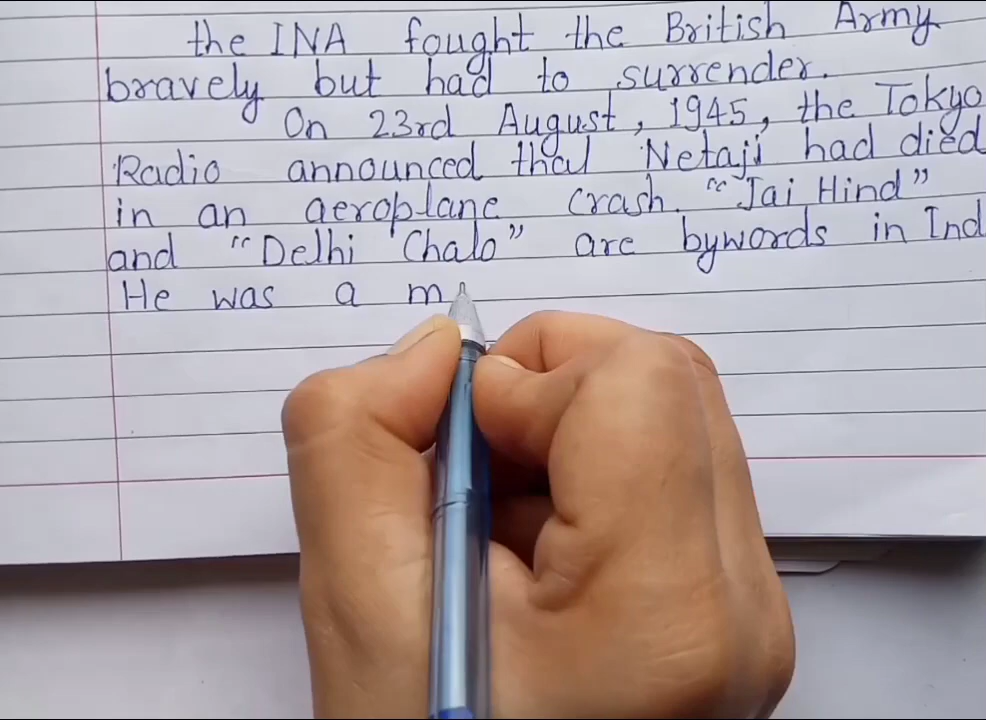 the INA fought the British Army
bravely but had to surrender.
On 23rd August, 1945, the Tokyo
Radio announced that Netaji had died
in an aeroplane crash. "Jai Hind"
and "Delhi Chalo" are bywords in Ind
He was a m